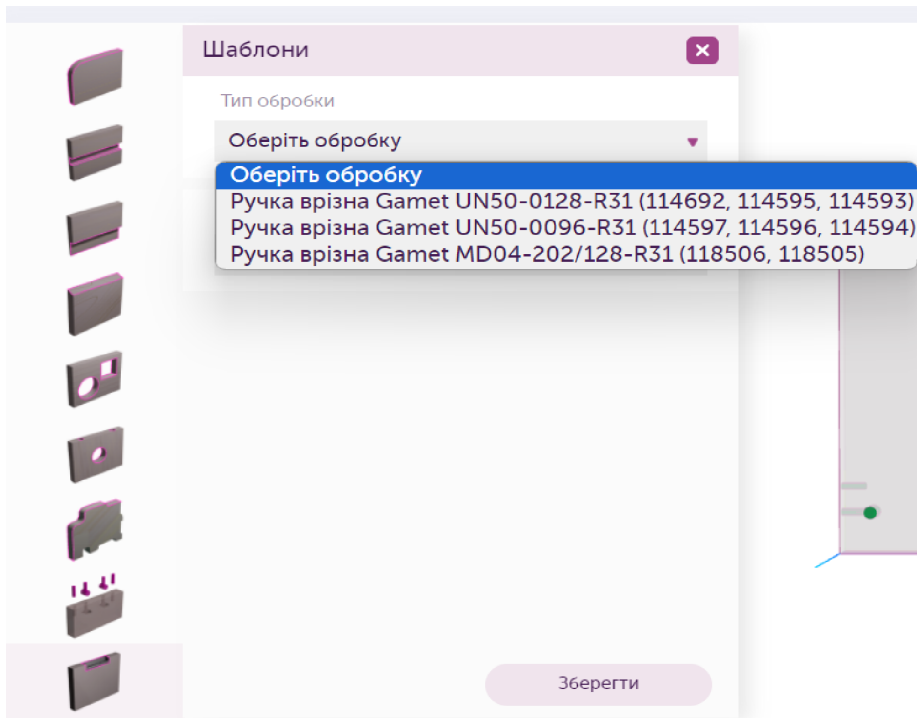 Шаблони
Тип обробки
Оберіть обробку
Оберіть обробку
Ручка врізна Gamet UN50-0128-R31 (114692, 114595, 114593)
Ручка врізна Gamet UN50-0096-R31 (114597, 114596, 114594)
Ручка врізна Gamet MD04-202/128-R31 (118506, 118505)
Зберегти